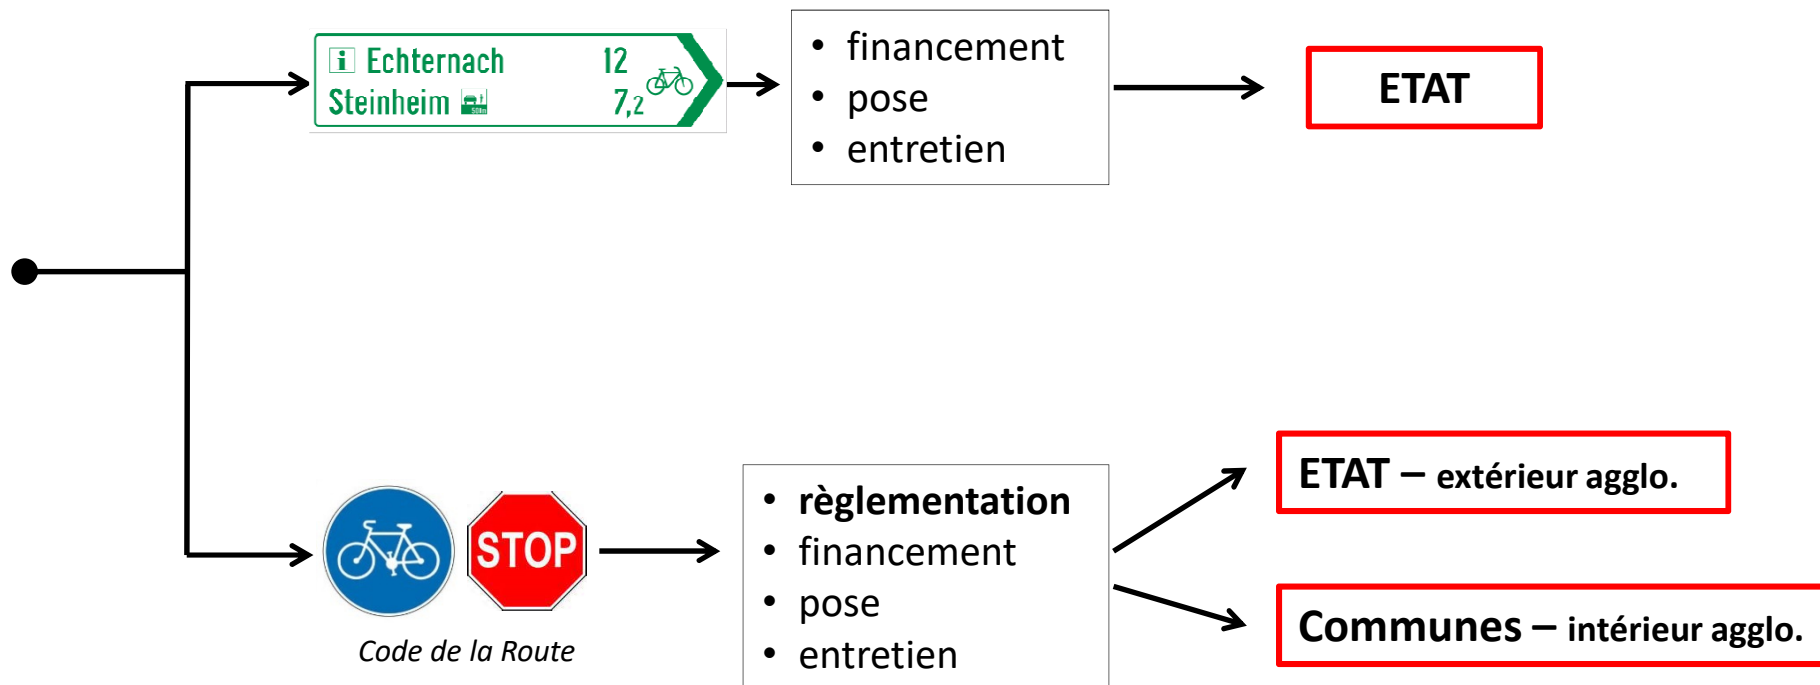 i Echternach 12
Steinheim 7,2
• financement
• pose
• entretien
ETAT
STOP
Code de la Route
• règlementation
• financement
• pose
• entretien
ETAT – extérieur agglo.
Communes – intérieur agglo.